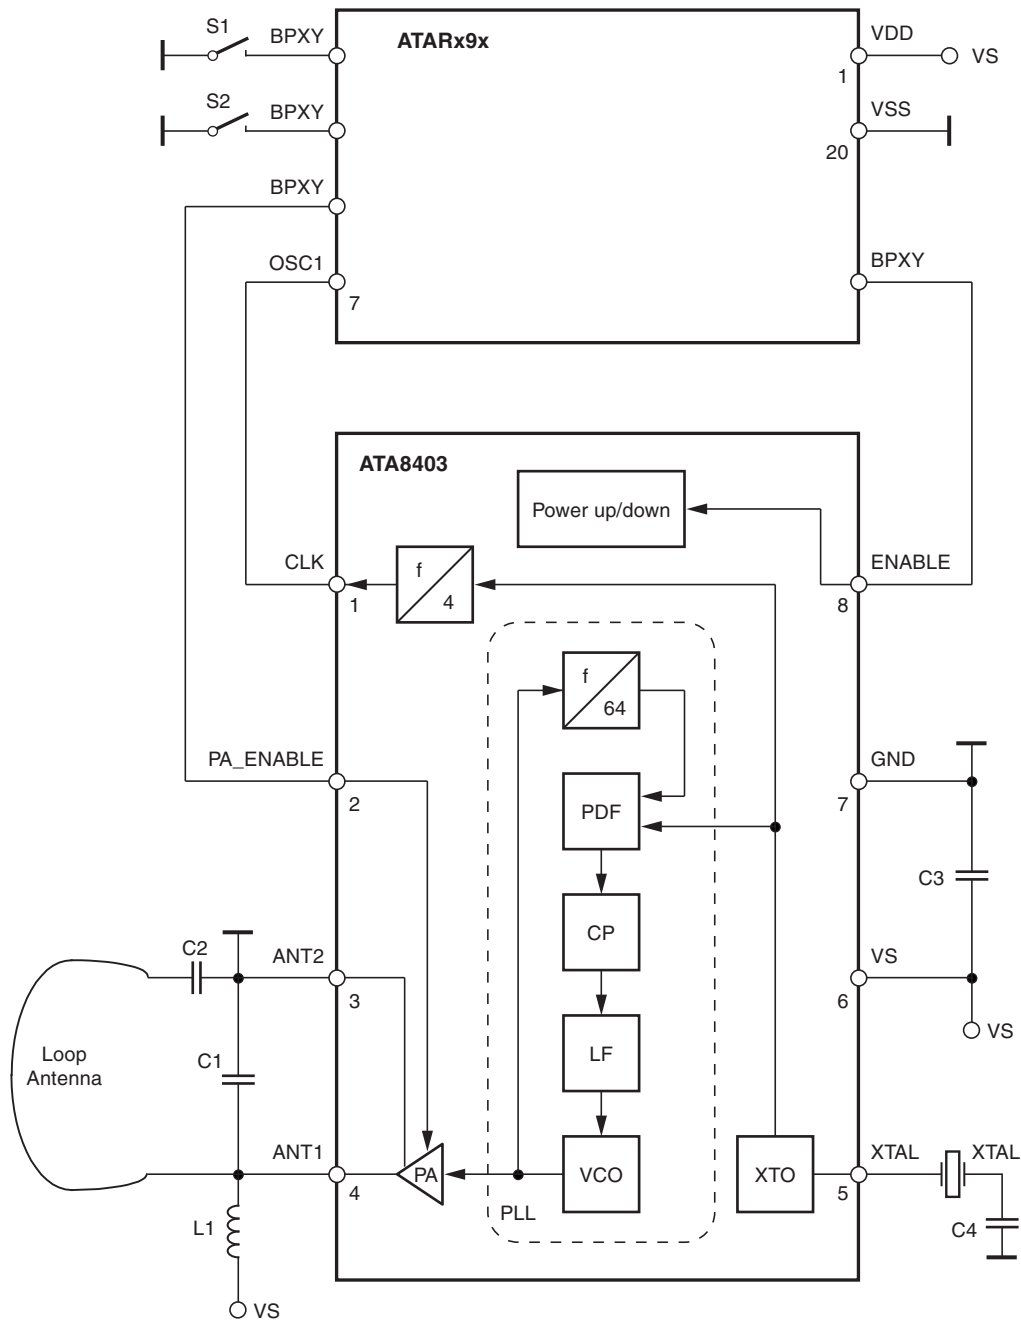 S1
BPXY
ATARx9x
VDD
VS
1
S2
BPXY
VSS
20
BPXY
OSC1
7
BPXY
ATA8403
Power up/down
CLK
1
f
4
ENABLE
8
f
64
PA_ENABLE
2
GND
7
PDF
C3
CP
C2
ANT2
3
VS
6
VS
Loop
Antenna
C1
LF
ANT1
4
PA
VCO
PLL
XTO
XTAL
5
XTAL
C4
L1
VS